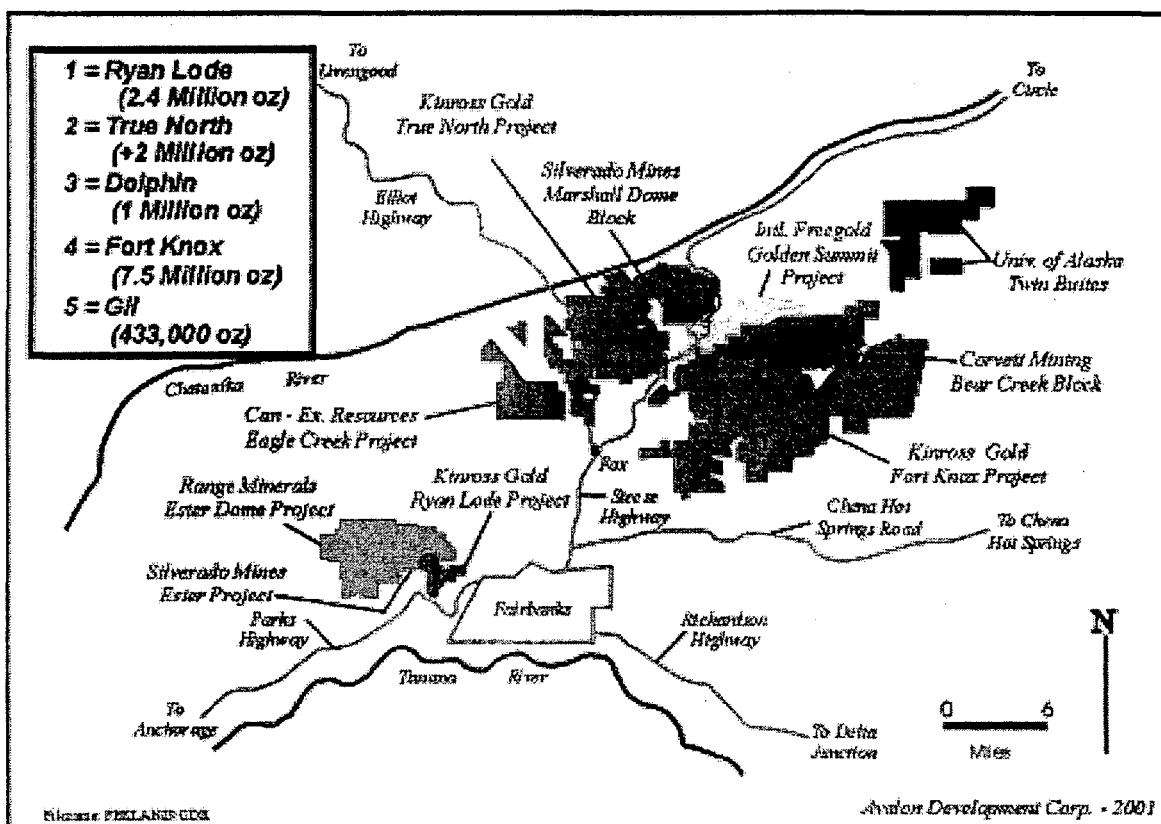 1 = Ryan Lode
(2.4 Million oz)
2 = True North
(+2 Million oz)
3 = Dolphin
(1 Million oz)
4 = Fort Knox
(7.5 Million oz)
5 = Gil
(433,000 oz)
To
Livengood
Elliot
Highway
Kinross Gold
True North Project
Silverado Mines
Marshall Dome
Block
To
Circle
Intl. Freegold
Golden Summit
Project
Univ. of Alaska
Twin Buttes
Corvett Mining
Bear Creek Block
Kinross Gold
Fort Knox Project
Chatanika
River
Can - Ex. Resources
Eagle Creek Project
Fox
Steese
Highway
Range Minerals
Ester Dome Project
Kinross Gold
Ryan Lode Project
Chena Hot
Springs Road
To Chena
Hot Springs
Silverado Mines
Ester Project
Fairbanks
Parks
Highway
Richardson
Highway
Tanana
River
To
Anchorage
To Delta
Junction
N
0 6
Miles
Avalon Development Corp. - 2001